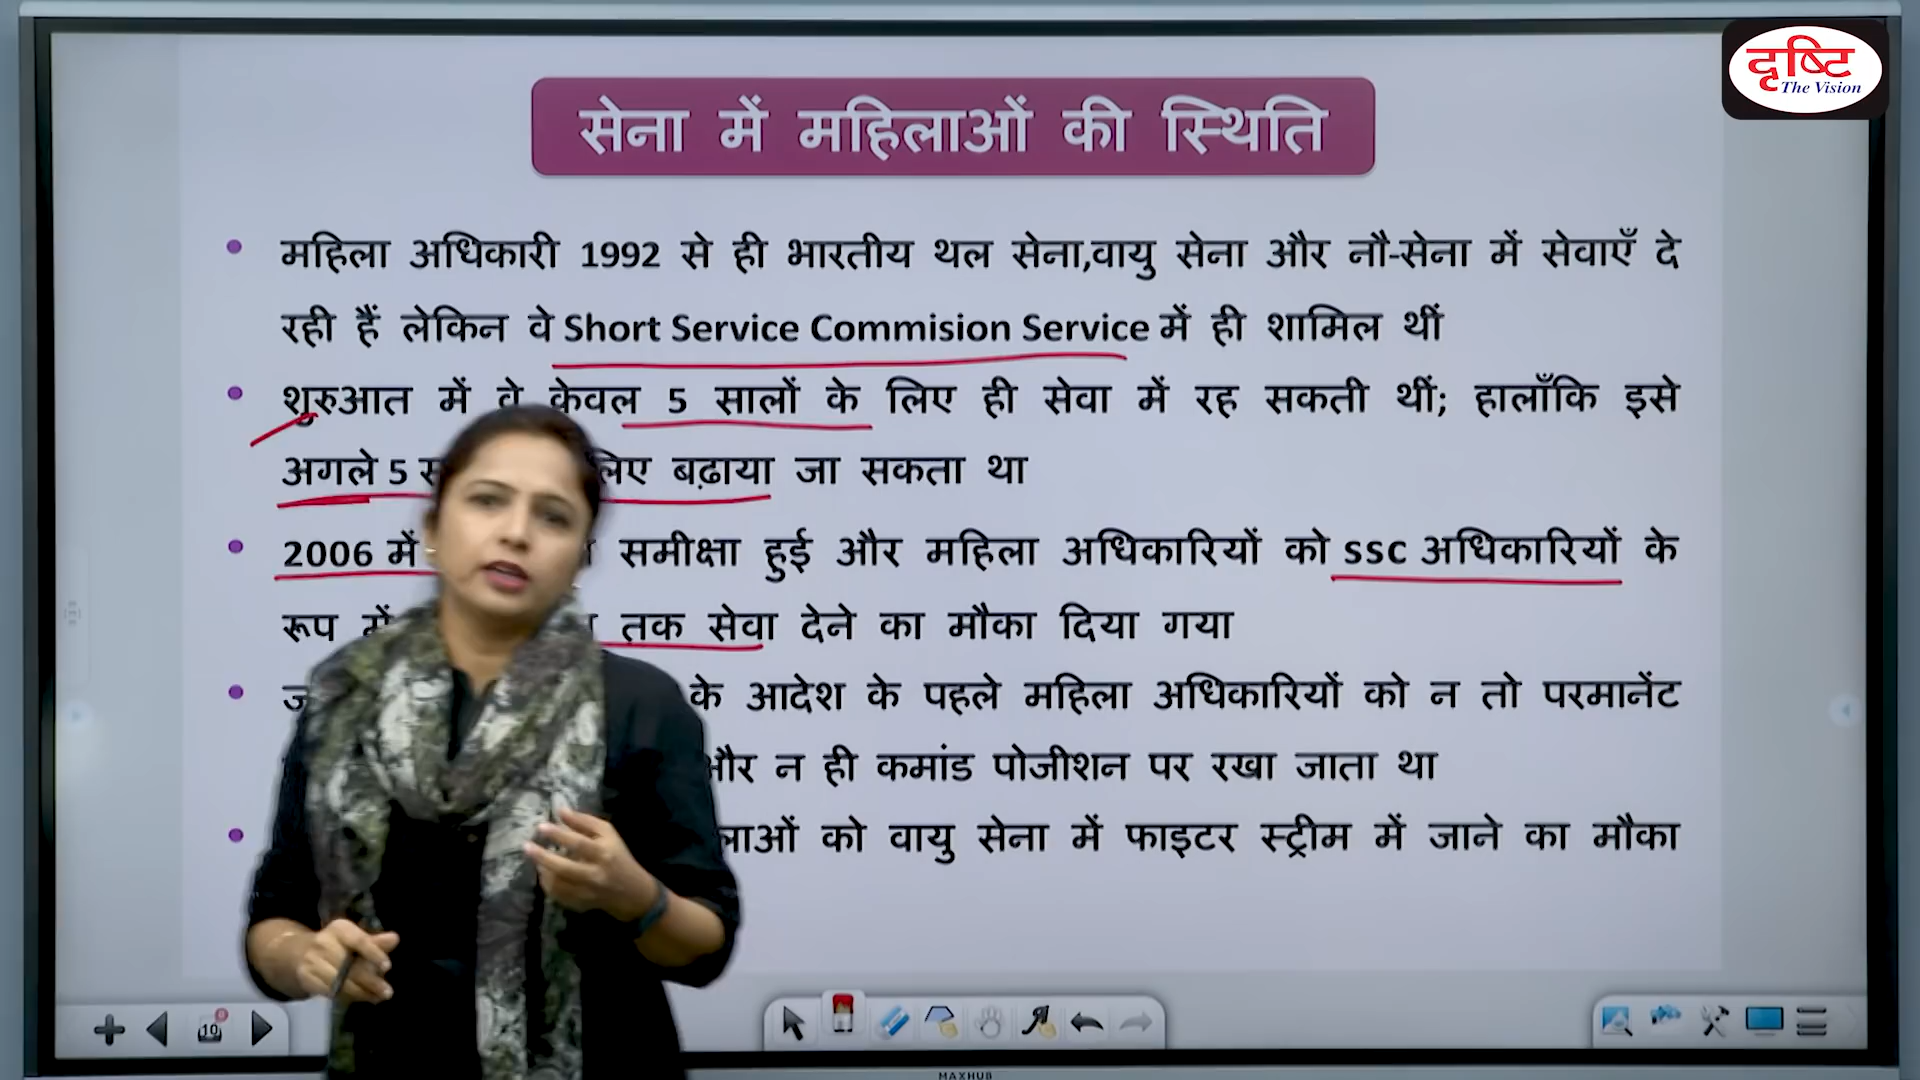 दृष्टि
The Vision
सेना में महिलाओं की स्थिति
• महिला अधिकारी 1992 से ही भारतीय थल सेना,वायु सेना और नौ-सेना में सेवाएँ दे
रही हैं लेकिन वे Short Service Commision Service में ही शामिल थीं
• शुरुआत में वे केवल 5 सालों के लिए ही सेवा में रह सकती थीं; हालाँकि इसे
अगले 5 लिए बढ़ाया जा सकता था
• 2006 में समीक्षा हुई और महिला अधिकारियों को ssc अधिकारियों के
रूप में तक सेवा देने का मौका दिया गया
• के आदेश के पहले महिला अधिकारियों को न तो परमानेंट
और न ही कमांड पोजीशन पर रखा जाता था
• को वायु सेना में फाइटर स्ट्रीम में जाने का मौका
10
MAXHUB